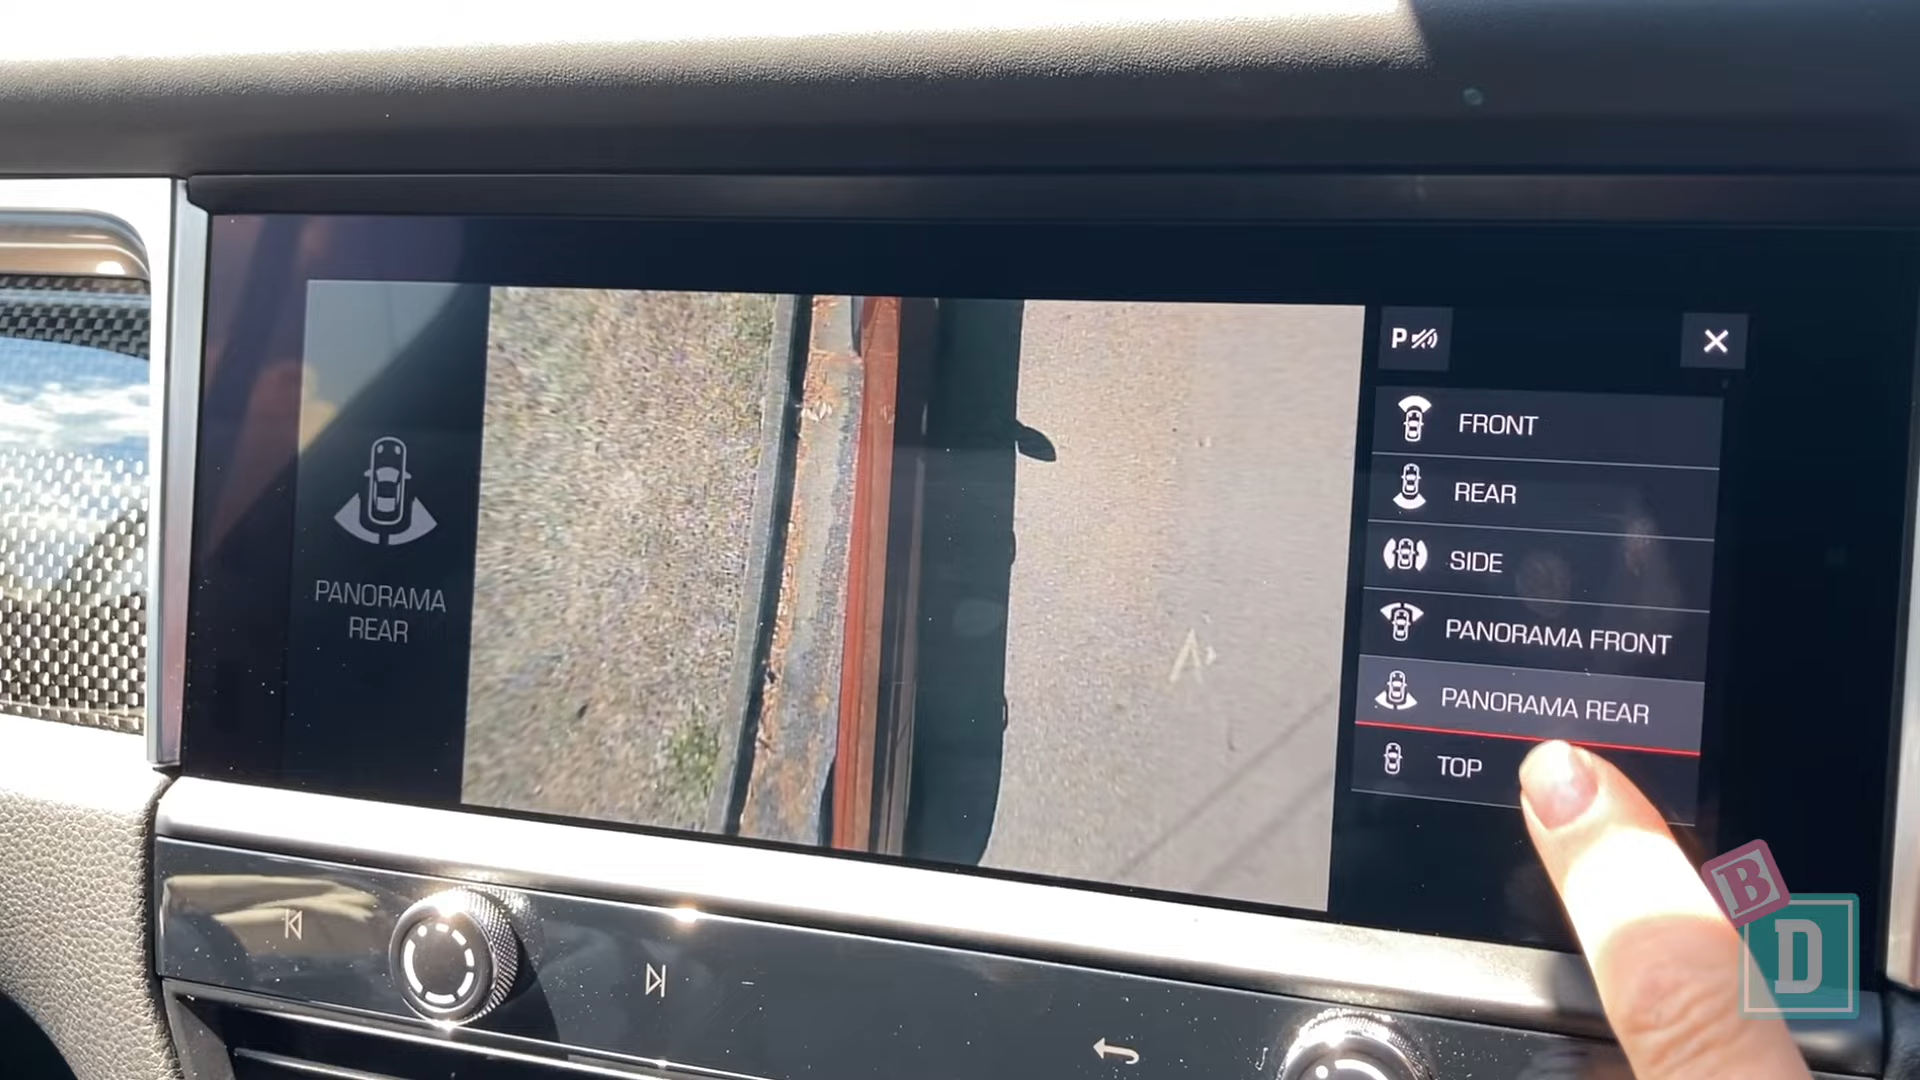 PANORAMA
REAR
P
FRONT
REAR
SIDE
PANORAMA FRONT
PANORAMA REAR
TOP
B
D